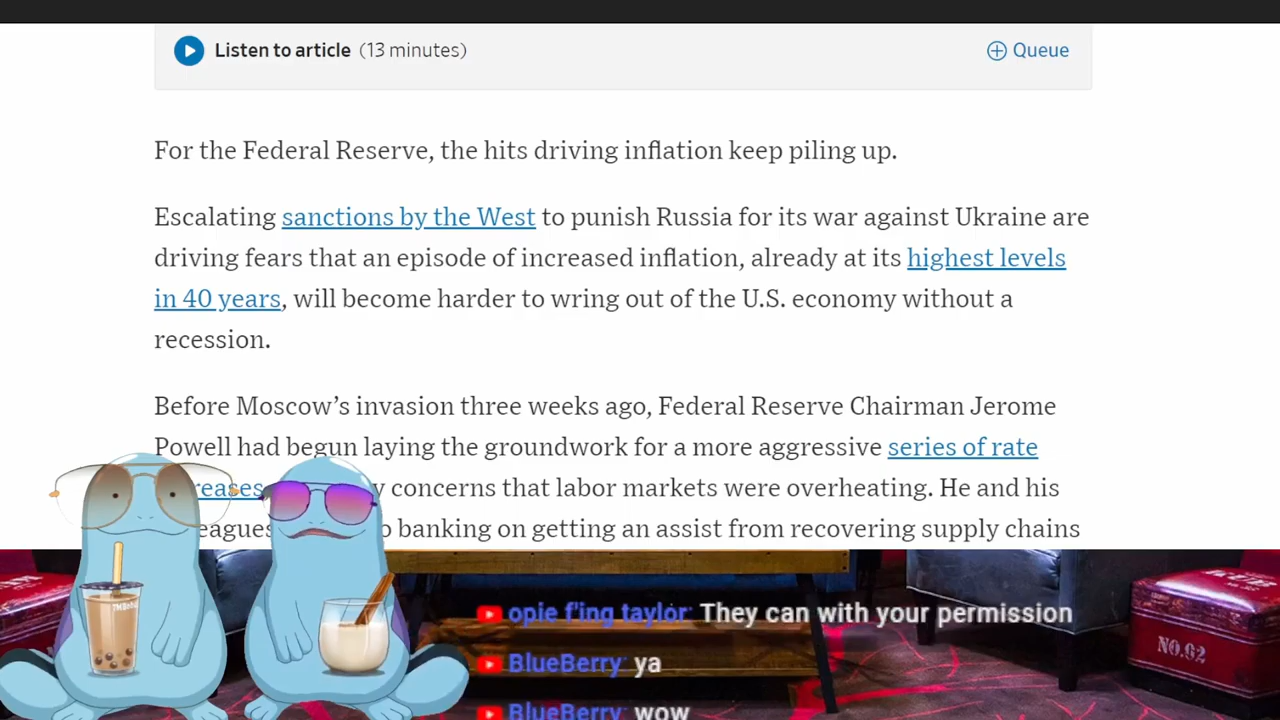 Listen to article (13 minutes)
Queue
For the Federal Reserve, the hits driving inflation keep piling up.
Escalating sanctions by the West to punish Russia for its war against Ukraine are
driving fears that an episode of increased inflation, already at its highest levels
in 40 years, will become harder to wring out of the U.S. economy without a
recession.
Before Moscow’s invasion three weeks ago, Federal Reserve Chairman Jerome
Powell had begun laying the groundwork for a more aggressive series of rate
concerns that labor markets were overheating. He and his
banking on getting an assist from recovering supply chains
opie f'ing taylor: They can with your permission
BlueBerry: ya
BlueBerry: wow
NO.62